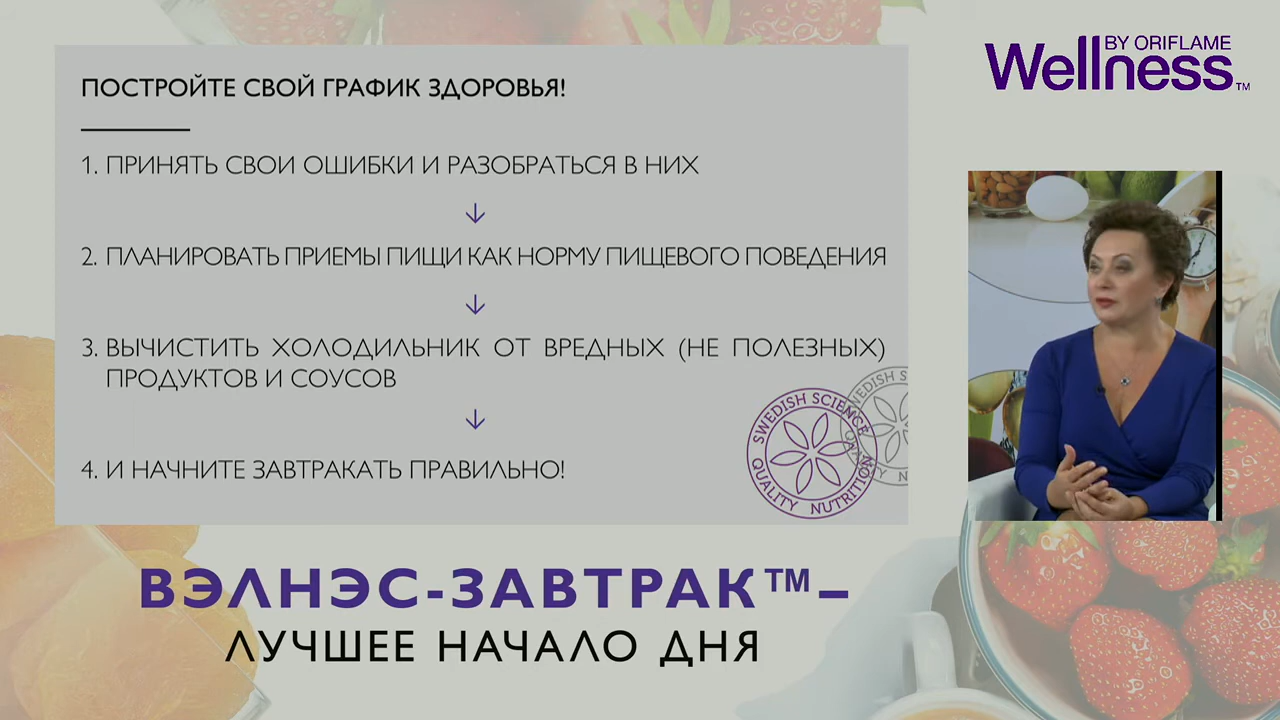 BY ORIFLAME
Wellness™
ПОСТРОЙТЕ СВОЙ ГРАФИК ЗДОРОВЬЯ!
1. ПРИНЯТЬ СВОИ ОШИБКИ И РАЗОБРАТЬСЯ В НИХ
2. ПЛАНИРОВАТЬ ПРИЕМЫ ПИЩИ КАК НОРМУ ПИЩЕВОГО ПОВЕДЕНИЯ
3. ВЫЧИСТИТЬ ХОЛОДИЛЬНИК ОТ ВРЕДНЫХ (НЕ ПОЛЕЗНЫХ)
ПРОДУКТОВ И СОУСОВ
4. И НАЧНИТЕ ЗАВТРАКАТЬ ПРАВИЛЬНО!
SWEDISH SCIENCE
QUALITY NUTRITION
ВЭЛНЭС-ЗАВТРАК™–
ЛУЧШЕЕ НАЧАЛО ДНЯ